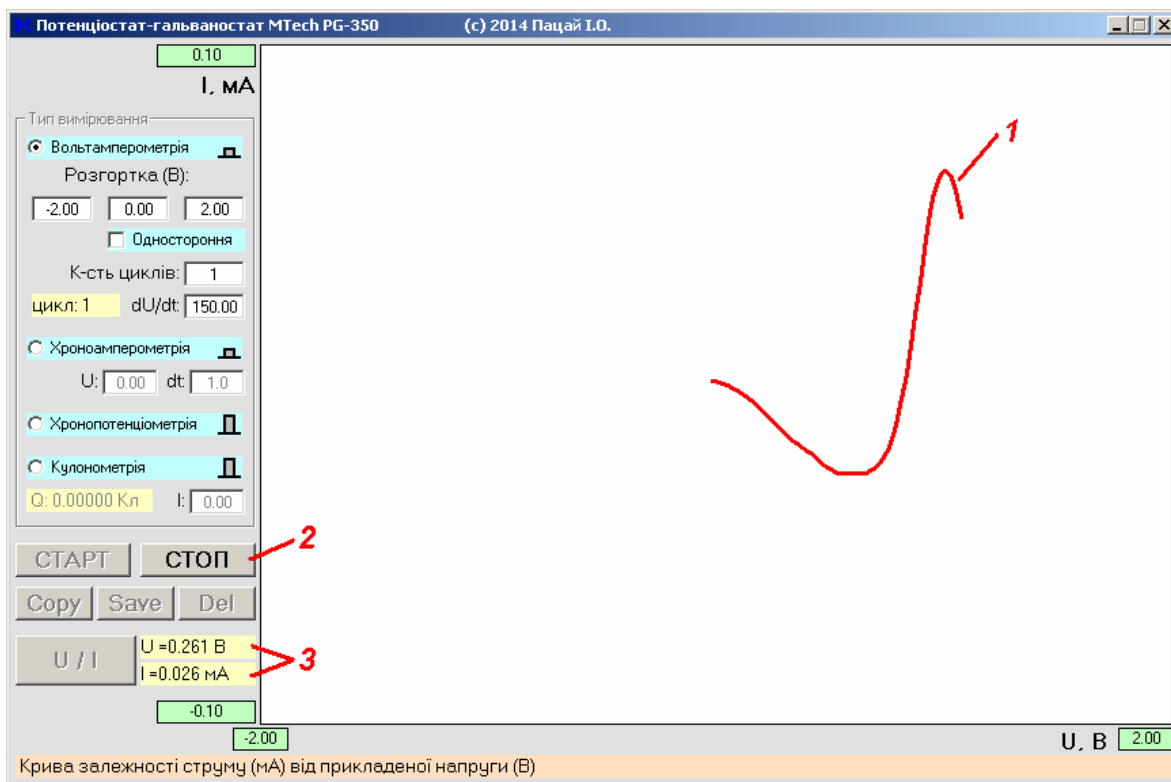 Потенціостат-гальваностат MTech PG-350 (c) 2014 Пацай І.О.
0.10
I, мА
Тип вимірювання
Вольтамперометрія
Розгортка (В):
-2.00 0.00 2.00
Одностороння
К-сть циклів: 1
цикл: 1 dU/dt: 150.00
Хроноамперометрія
U: 0.00 dt: 1.0
Хронопотенціометрія
Кулонометрія
Q: 0.00000 Кл I: 0.00
СТАРТ СТОП
Copy Save Del
U / I
U =0.261 В
I =0.026 мА
-0.10
-2.00
U, В 2.00
Крива залежності струму (мА) від прикладеної напруги (В)
1
2
3